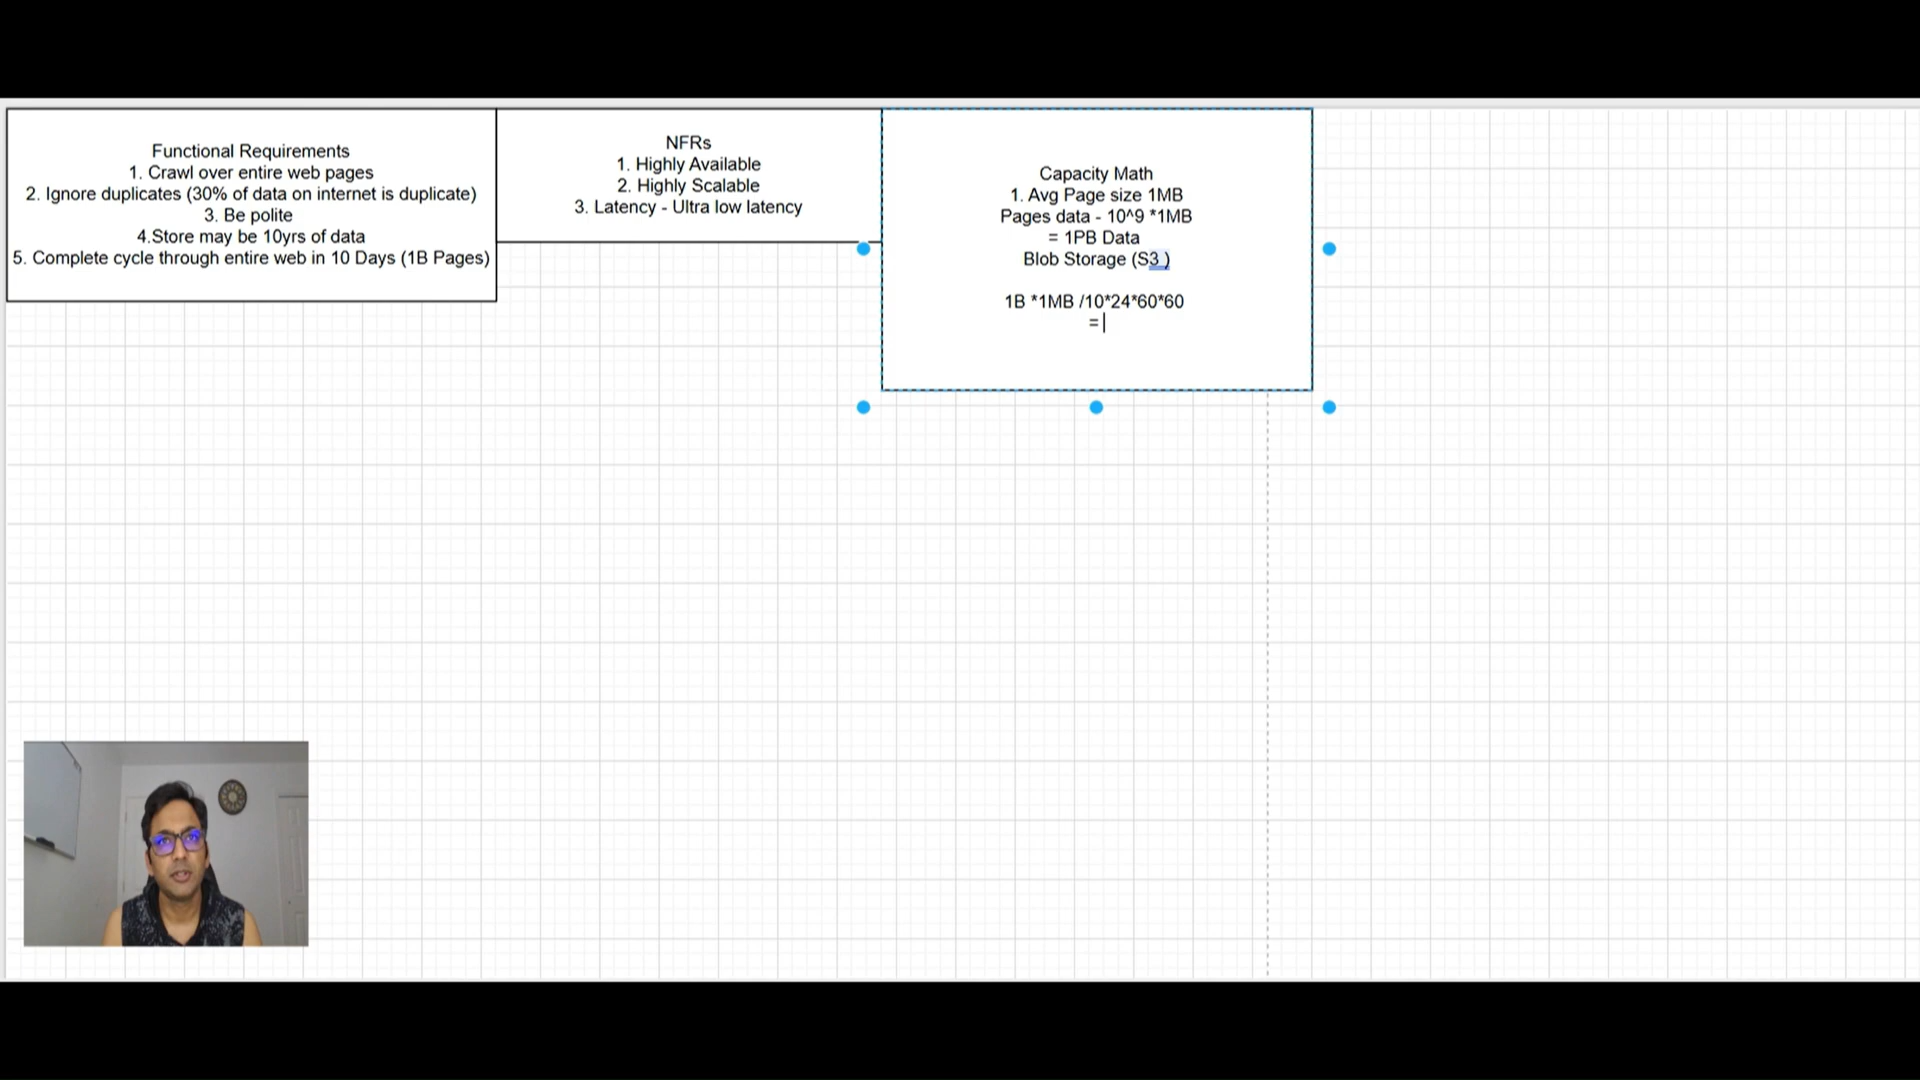 Functional Requirements
1. Crawl over entire web pages
2. Ignore duplicates (30% of data on internet is duplicate)
3. Be polite
4.Store may be 10yrs of data
5. Complete cycle through entire web in 10 Days (1B Pages)
NFRs
1. Highly Available
2. Highly Scalable
3. Latency - Ultra low latency
Capacity Math
1. Avg Page size 1MB
Pages data - 10^9 *1MB
= 1PB Data
Blob Storage (S3 )
1B *1MB /10*24*60*60
=